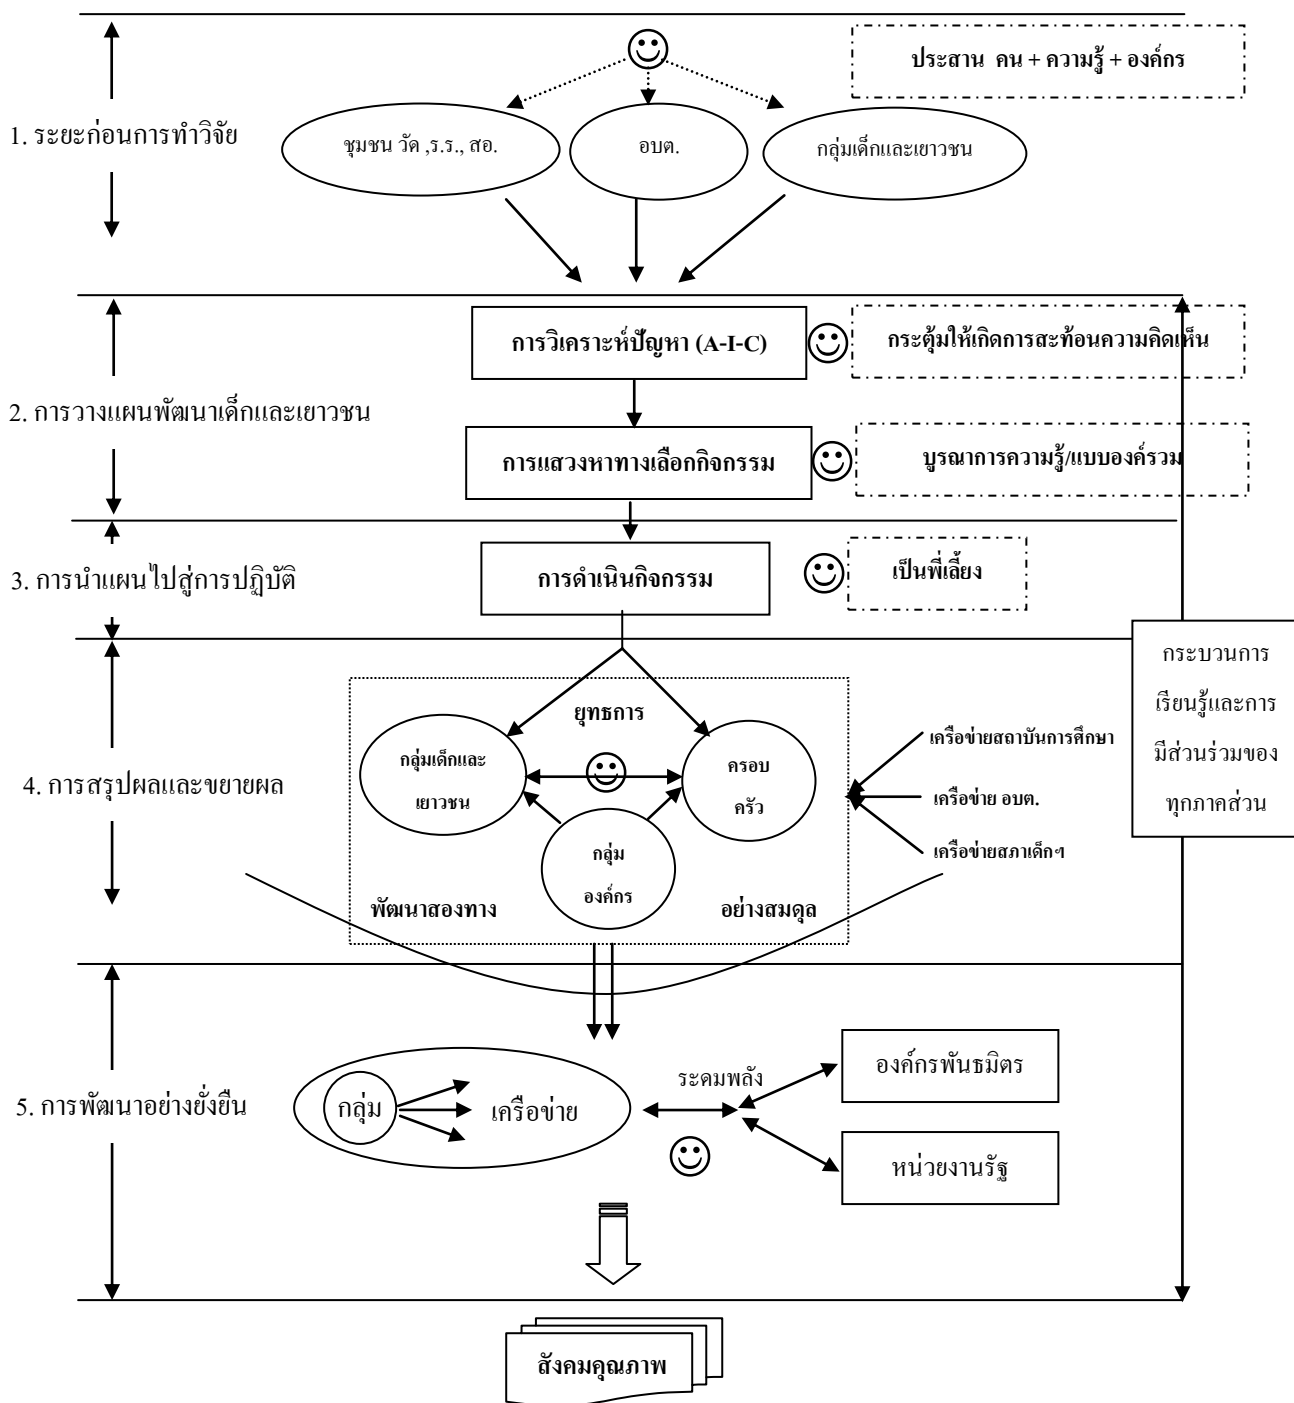 ประสาน คน + ความรู้ + องค์กร
1. ระยะก่อนการทำวิจัย
ชุมชน วัด ,ร.ร., สอ.
อบต.
กลุ่มเด็กและเยาวชน
การวิเคราะห์ปัญหา (A-I-C)
กระตุ้มให้เกิดการสะท้อนความคิดเห็น
2. การวางแผนพัฒนาเด็กและเยาวชน
การแสวงหาทางเลือกกิจกรรม
บูรณาการความรู้/แบบองค์รวม
3. การนำแผนไปสู่การปฏิบัติ
การดำเนินกิจกรรม
เป็นพี่เลี้ยง
กระบวนการ
เรียนรู้และการ
มีส่วนร่วมของ
ทุกภาคส่วน
4. การสรุปผลและขยายผล
ยุทธการ
กลุ่มเด็กและ
เยาวชน
ครอบ
ครัว
กลุ่ม
องค์กร
พัฒนาสองทาง
อย่างสมดุล
เครือข่ายสถาบันการศึกษา
เครือข่าย อบต.
เครือข่ายสภาเด็กฯ
5. การพัฒนาอย่างยั่งยืน
กลุ่ม
เครือข่าย
ระดมพลัง
องค์กรพันธมิตร
หน่วยงานรัฐ
สังคมคุณภาพ